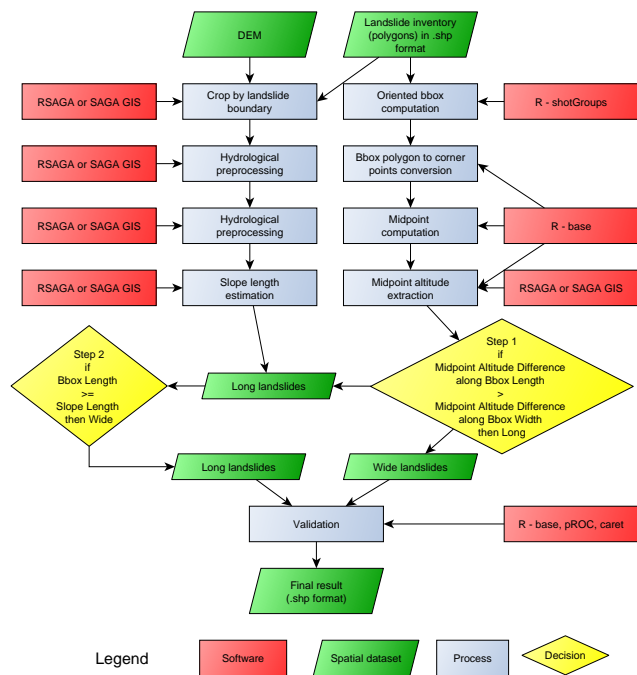 DEM
Landslide inventory
(polygons) in .shp
format
RSAGA or SAGA GIS
Crop by landslide
boundary
Oriented bbox
computation
R - shotGroups
RSAGA or SAGA GIS
Hydrological
preprocessing
Bbox polygon to corner
points conversion
RSAGA or SAGA GIS
Hydrological
preprocessing
Midpoint
computation
R - base
RSAGA or SAGA GIS
Slope length
estimation
Midpoint altitude
extraction
RSAGA or SAGA GIS
Step 2
if
Bbox Length
>=
Slope Length
then Wide
Long landslides
Step 1
if
Midpoint Altitude Difference
along Bbox Length
>
Midpoint Altitude Difference
along Bbox Width
then Long
Long landslides
Wide landslides
Validation
R - base, pROC, caret
Final result
(.shp format)
Legend
Software
Spatial dataset
Process
Decision